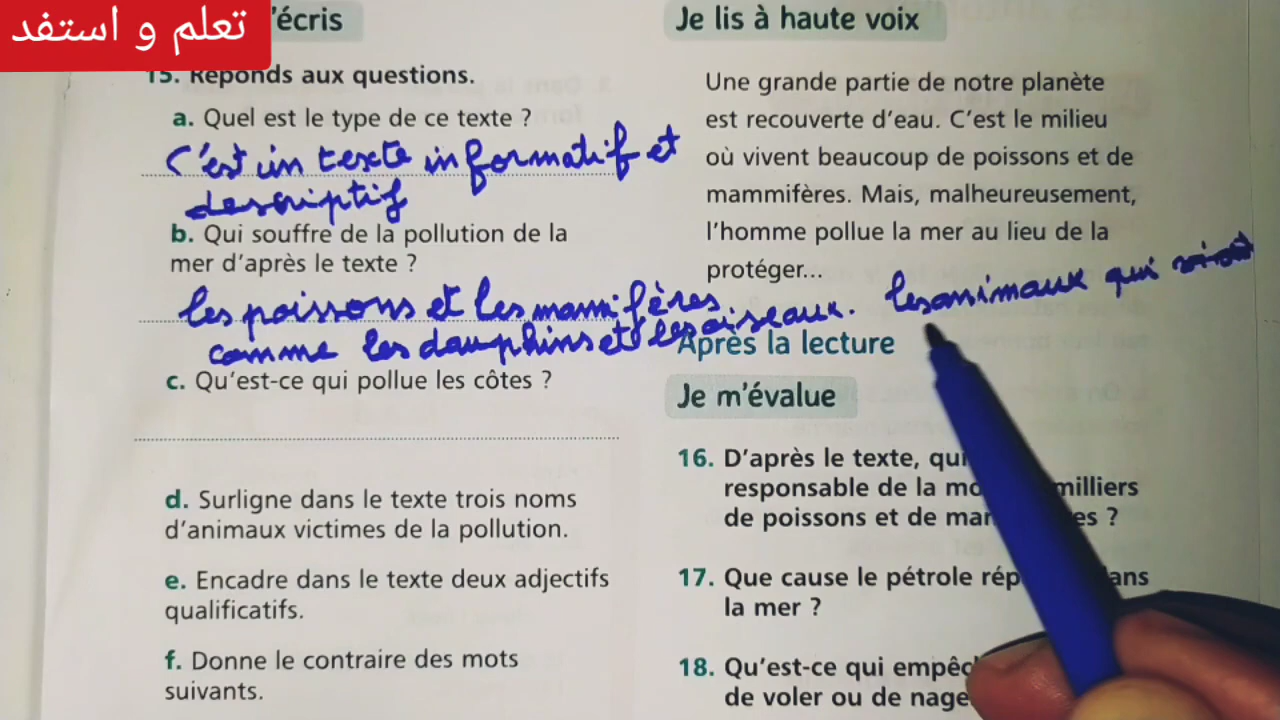 تعلم و استفد
'écris
15. Réponds aux questions.
a. Quel est le type de ce texte ?
C'est un texte informatif et
descriptif
b. Qui souffre de la pollution de la
mer d'après le texte ?
les poissons et les mammifères
comme les dauphins et les oiseaux. les animaux qui
c. Qu'est-ce qui pollue les côtes ?
d. Surligne dans le texte trois noms
d'animaux victimes de la pollution.
e. Encadre dans le texte deux adjectifs
qualificatifs.
f. Donne le contraire des mots
suivants.
Je lis à haute voix
Une grande partie de notre planète
est recouverte d'eau. C'est le milieu
où vivent beaucoup de poissons et de
mammifères. Mais, malheureusement,
l'homme pollue la mer au lieu de la
protéger...
Après la lecture
Je m'évalue
16. D'après le texte, qui
responsable de la milliers
de poissons et de ?
17. Que cause le pétrole dans
la mer ?
18. Qu'est-ce qui
de voler ou de